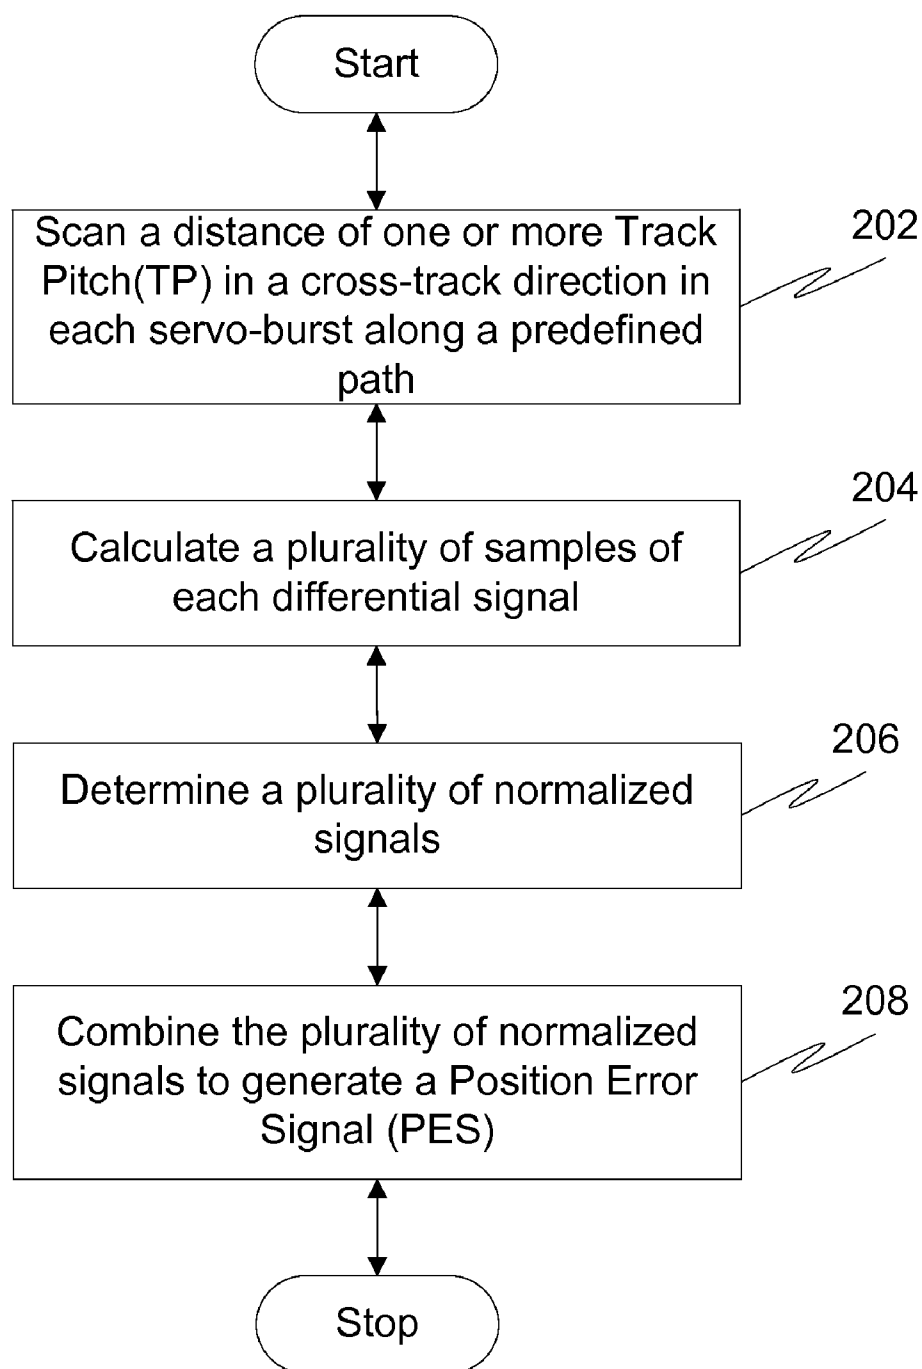 Start
Scan a distance of one or more Track
Pitch(TP) in a cross-track direction in
each servo-burst along a predefined
path
202
Calculate a plurality of samples of
each differential signal
204
Determine a plurality of normalized
signals
206
Combine the plurality of normalized
signals to generate a Position Error
Signal (PES)
208
Stop